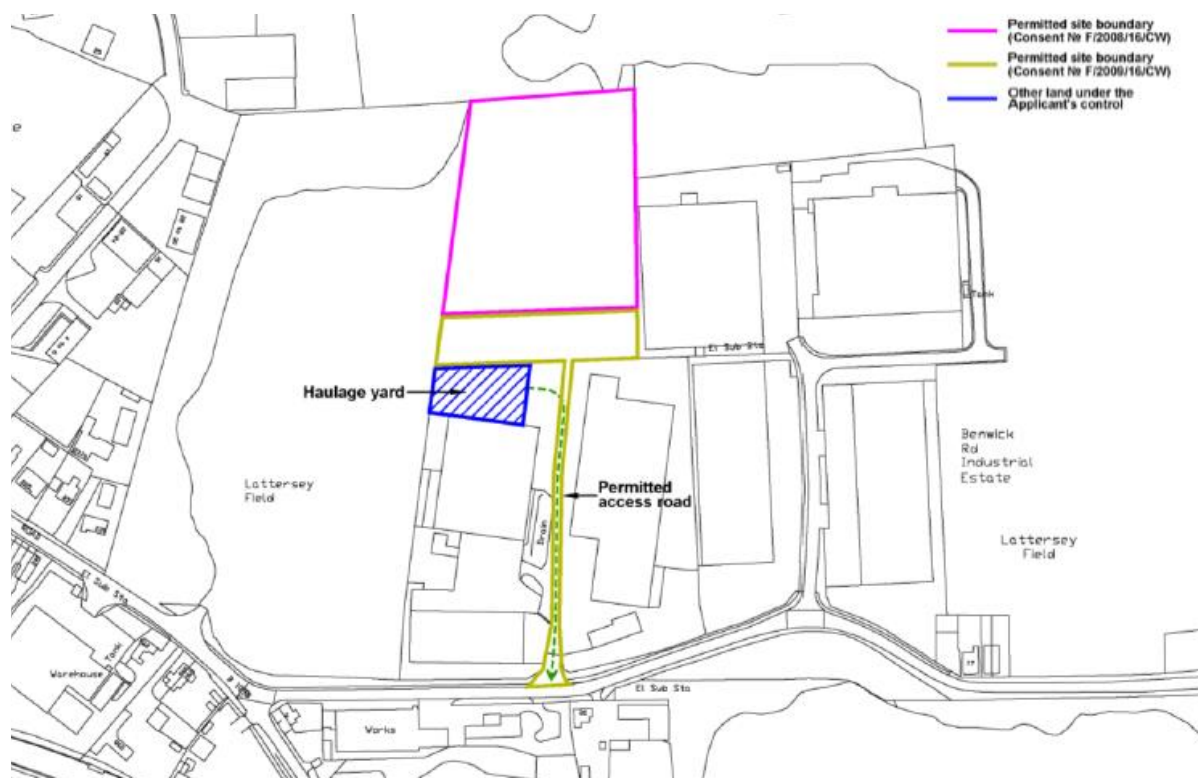 Permitted site boundary
(Consent № F/2008/16/CW)
Permitted site boundary
(Consent № F/2009/16/CW)
Other land under the
Applicant's control
e
Tank
El Sub Sta
Haulage yard
Benwick
Rd
Industrial
Estate
Lattersey
Field
Permitted
access road
Drain
Lattersey
Field
El Sub Sta
Tank
Warehouse
El Sub Sta
Works